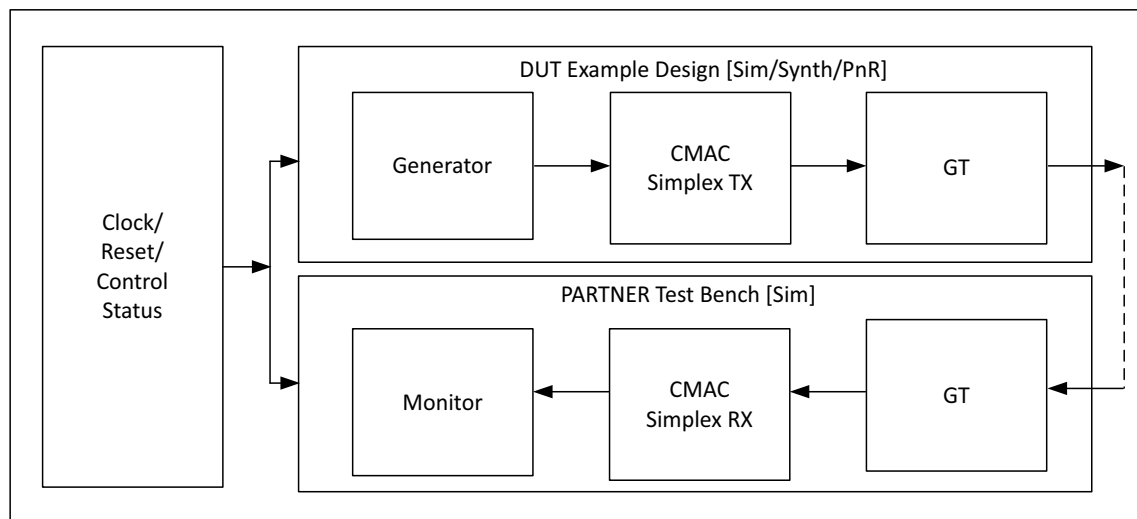 Clock/
Reset/
Control
Status
DUT Example Design [Sim/Synth/PnR]
Generator
CMAC
Simplex TX
GT
PARTNER Test Bench [Sim]
Monitor
CMAC
Simplex RX
GT